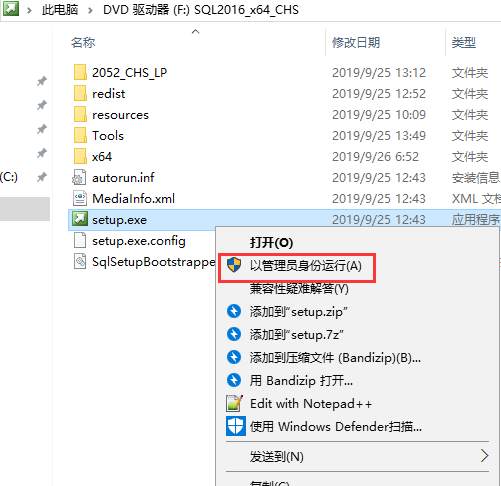 此电脑 > DVD 驱动器 (F:) SQL2016_x64_CHS
名称 修改日期 类型
2052_CHS_LP 2019/9/25 13:12 文件夹
redist 2019/9/25 12:52 文件夹
resources 2019/9/25 10:09 文件夹
Tools 2019/9/25 13:49 文件夹
(C:) x64 2019/9/26 6:52 文件夹
autorun.inf 2019/9/25 12:43 安装信息
MediaInfo.xml 2019/9/25 12:43 XML 文档
setup.exe 2019/9/25 12:43 应用程序
setup.exe.config
SqlSetupBootstrappe
打开(O)
以管理员身份运行(A)
兼容性疑难解答(Y)
添加到"setup.zip"
添加到"setup.7z"
添加到压缩文件 (Bandizip)(B)...
用 Bandizip 打开...
Edit with Notepad++
使用 Windows Defender扫描...
发送到(N)
复制(C)